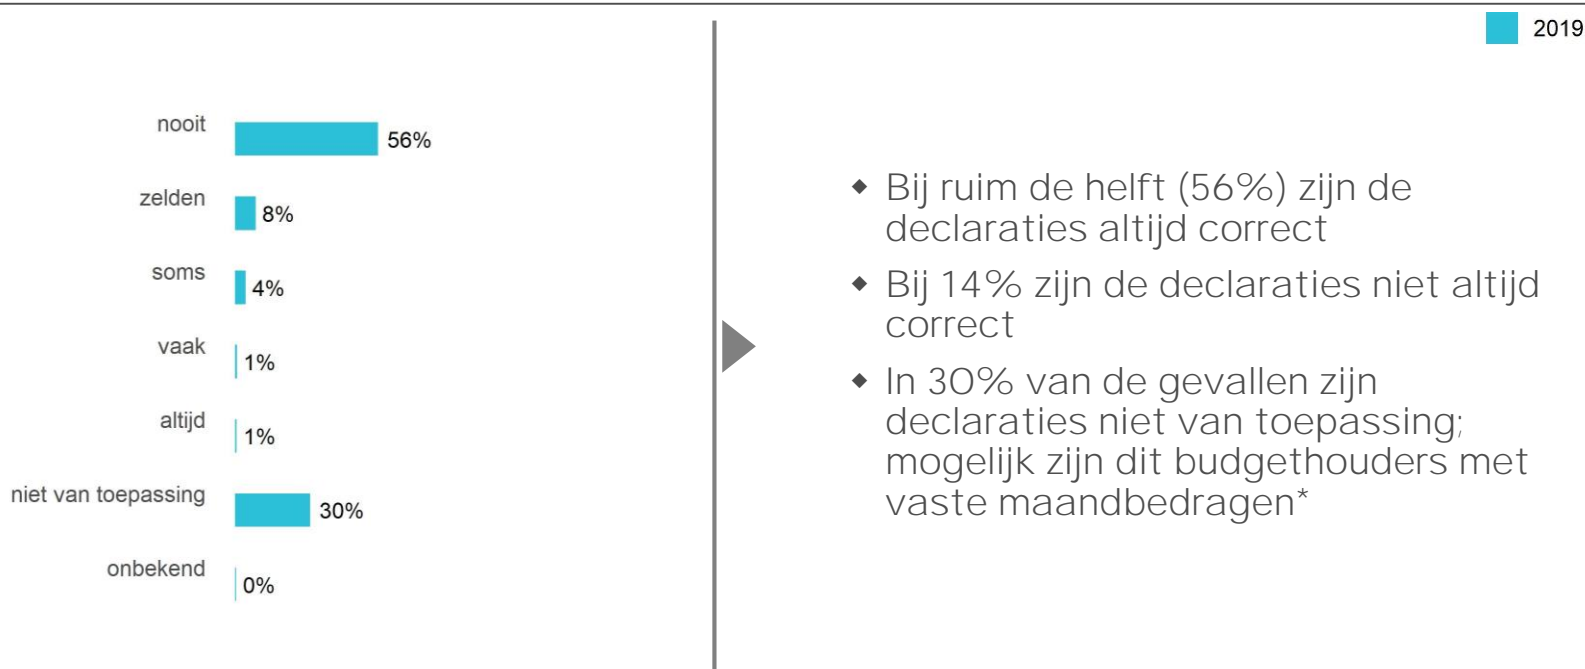 2019
nooit
56%
zelden
8%
soms
4%
vaak
1%
altijd
1%
niet van toepassing
30%
onbekend
0%
◆ Bij ruim de helft (56%) zijn de
declaraties altijd correct
◆ Bij 14% zijn de declaraties niet altijd
correct
◆ In 30% van de gevallen zijn
declaraties niet van toepassing;
mogelijk zijn dit budgethouders met
vaste maandbedragen*